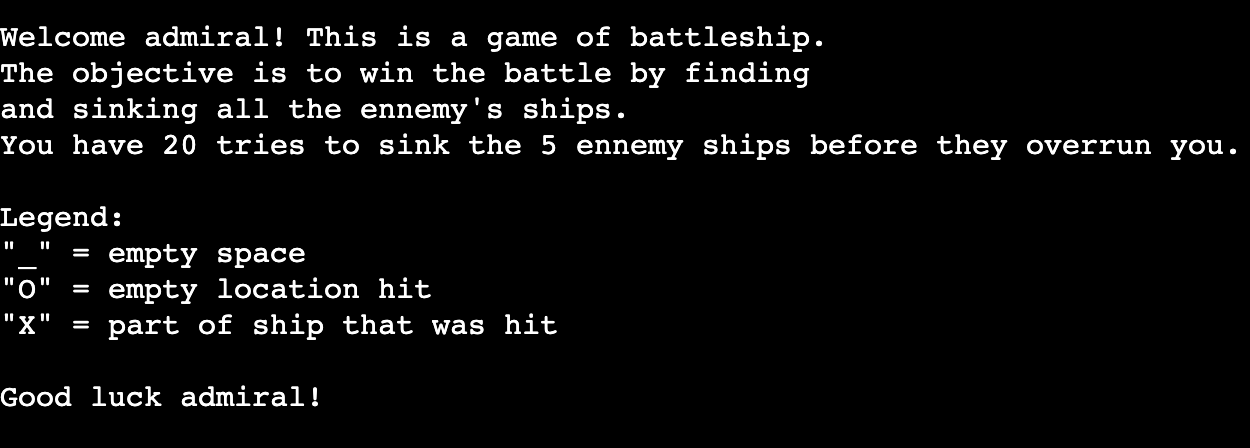 Welcome admiral! This is a game of battleship.
The objective is to win the battle by finding
and sinking all the ennemy's ships.
You have 20 tries to sink the 5 ennemy ships before they overrun you.
Legend:
"_" = empty space
"O" = empty location hit
"X" = part of ship that was hit
Good luck admiral!